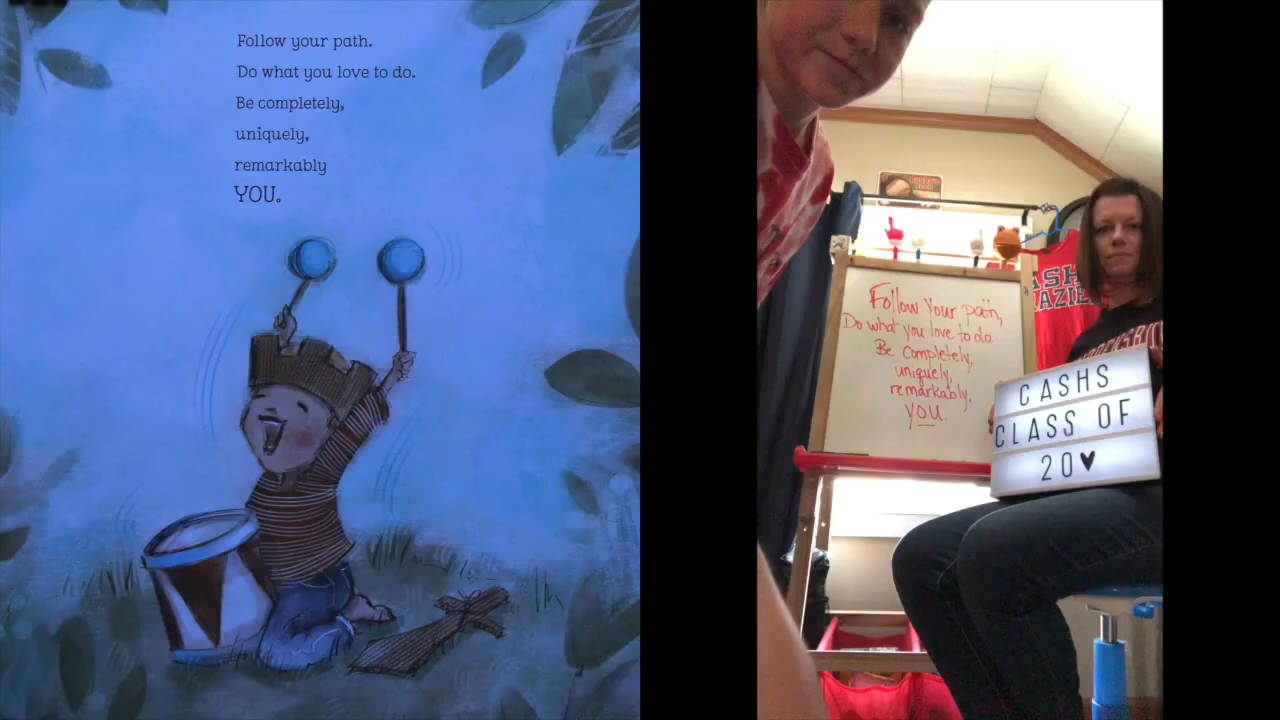 Follow your path.
Do what you love to do.
Be completely,
uniquely,
remarkably
YOU.
Follow Your path,
Do what you love to do.
Be Completely,
uniquely,
remarkably.
YOU.
CASHS
CLASS OF
20♥